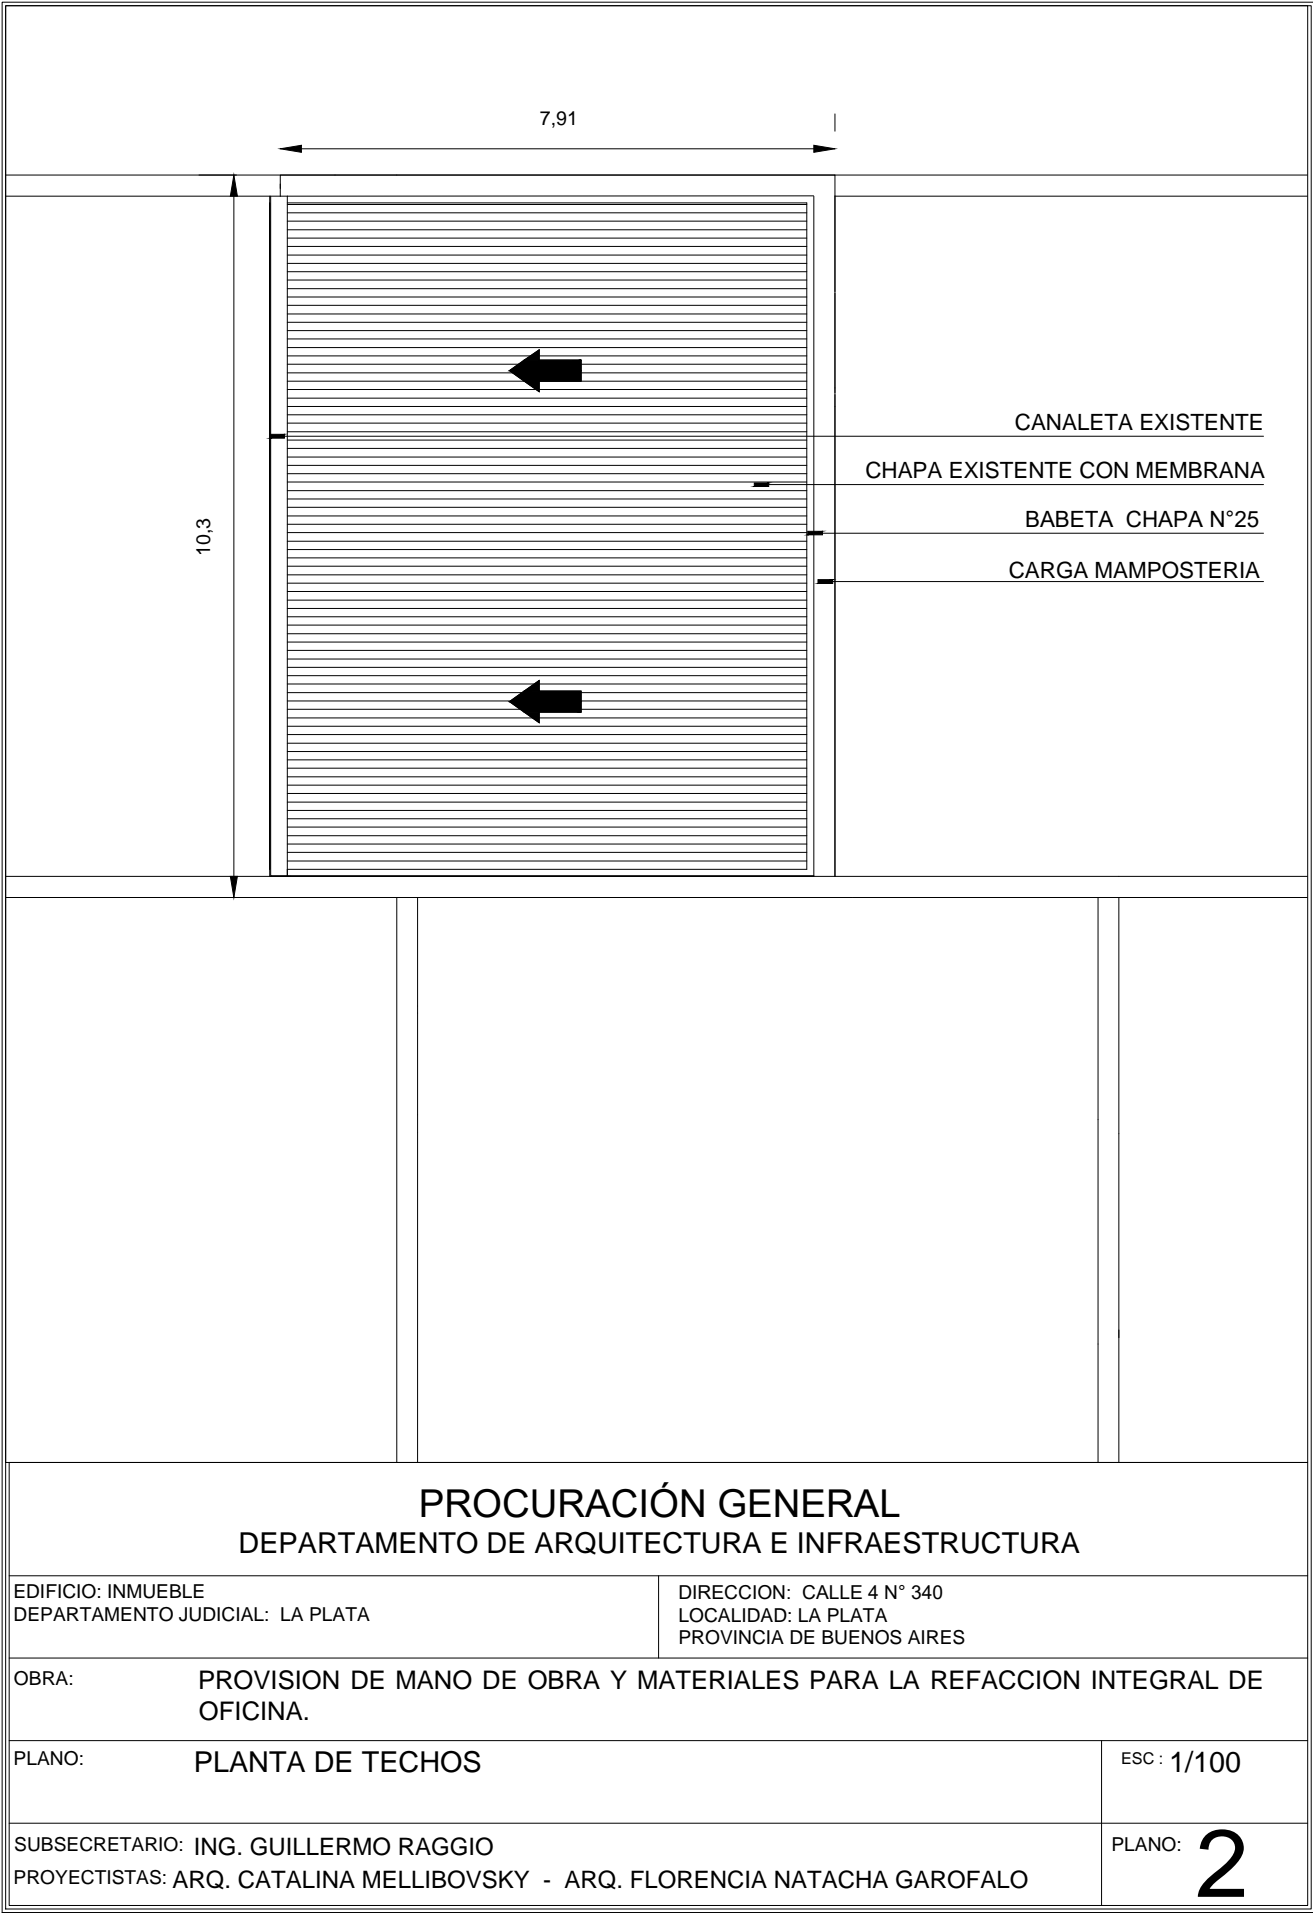 7,91
CANALETA EXISTENTE
CHAPA EXISTENTE CON MEMBRANA
BABETA CHAPA N°25
CARGA MAMPOSTERIA
10,3
PROCURACIÓN GENERAL
DEPARTAMENTO DE ARQUITECTURA E INFRAESTRUCTURA
EDIFICIO: INMUEBLE
DEPARTAMENTO JUDICIAL: LA PLATA
DIRECCION: CALLE 4 N° 340
LOCALIDAD: LA PLATA
PROVINCIA DE BUENOS AIRES
OBRA: PROVISION DE MANO DE OBRA Y MATERIALES PARA LA REFACCION INTEGRAL DE
OFICINA.
PLANO: PLANTA DE TECHOS
ESC : 1/100
SUBSECRETARIO: ING. GUILLERMO RAGGIO
PROYECTISTAS: ARQ. CATALINA MELLIBOVSKY - ARQ. FLORENCIA NATACHA GAROFALO
PLANO: 2